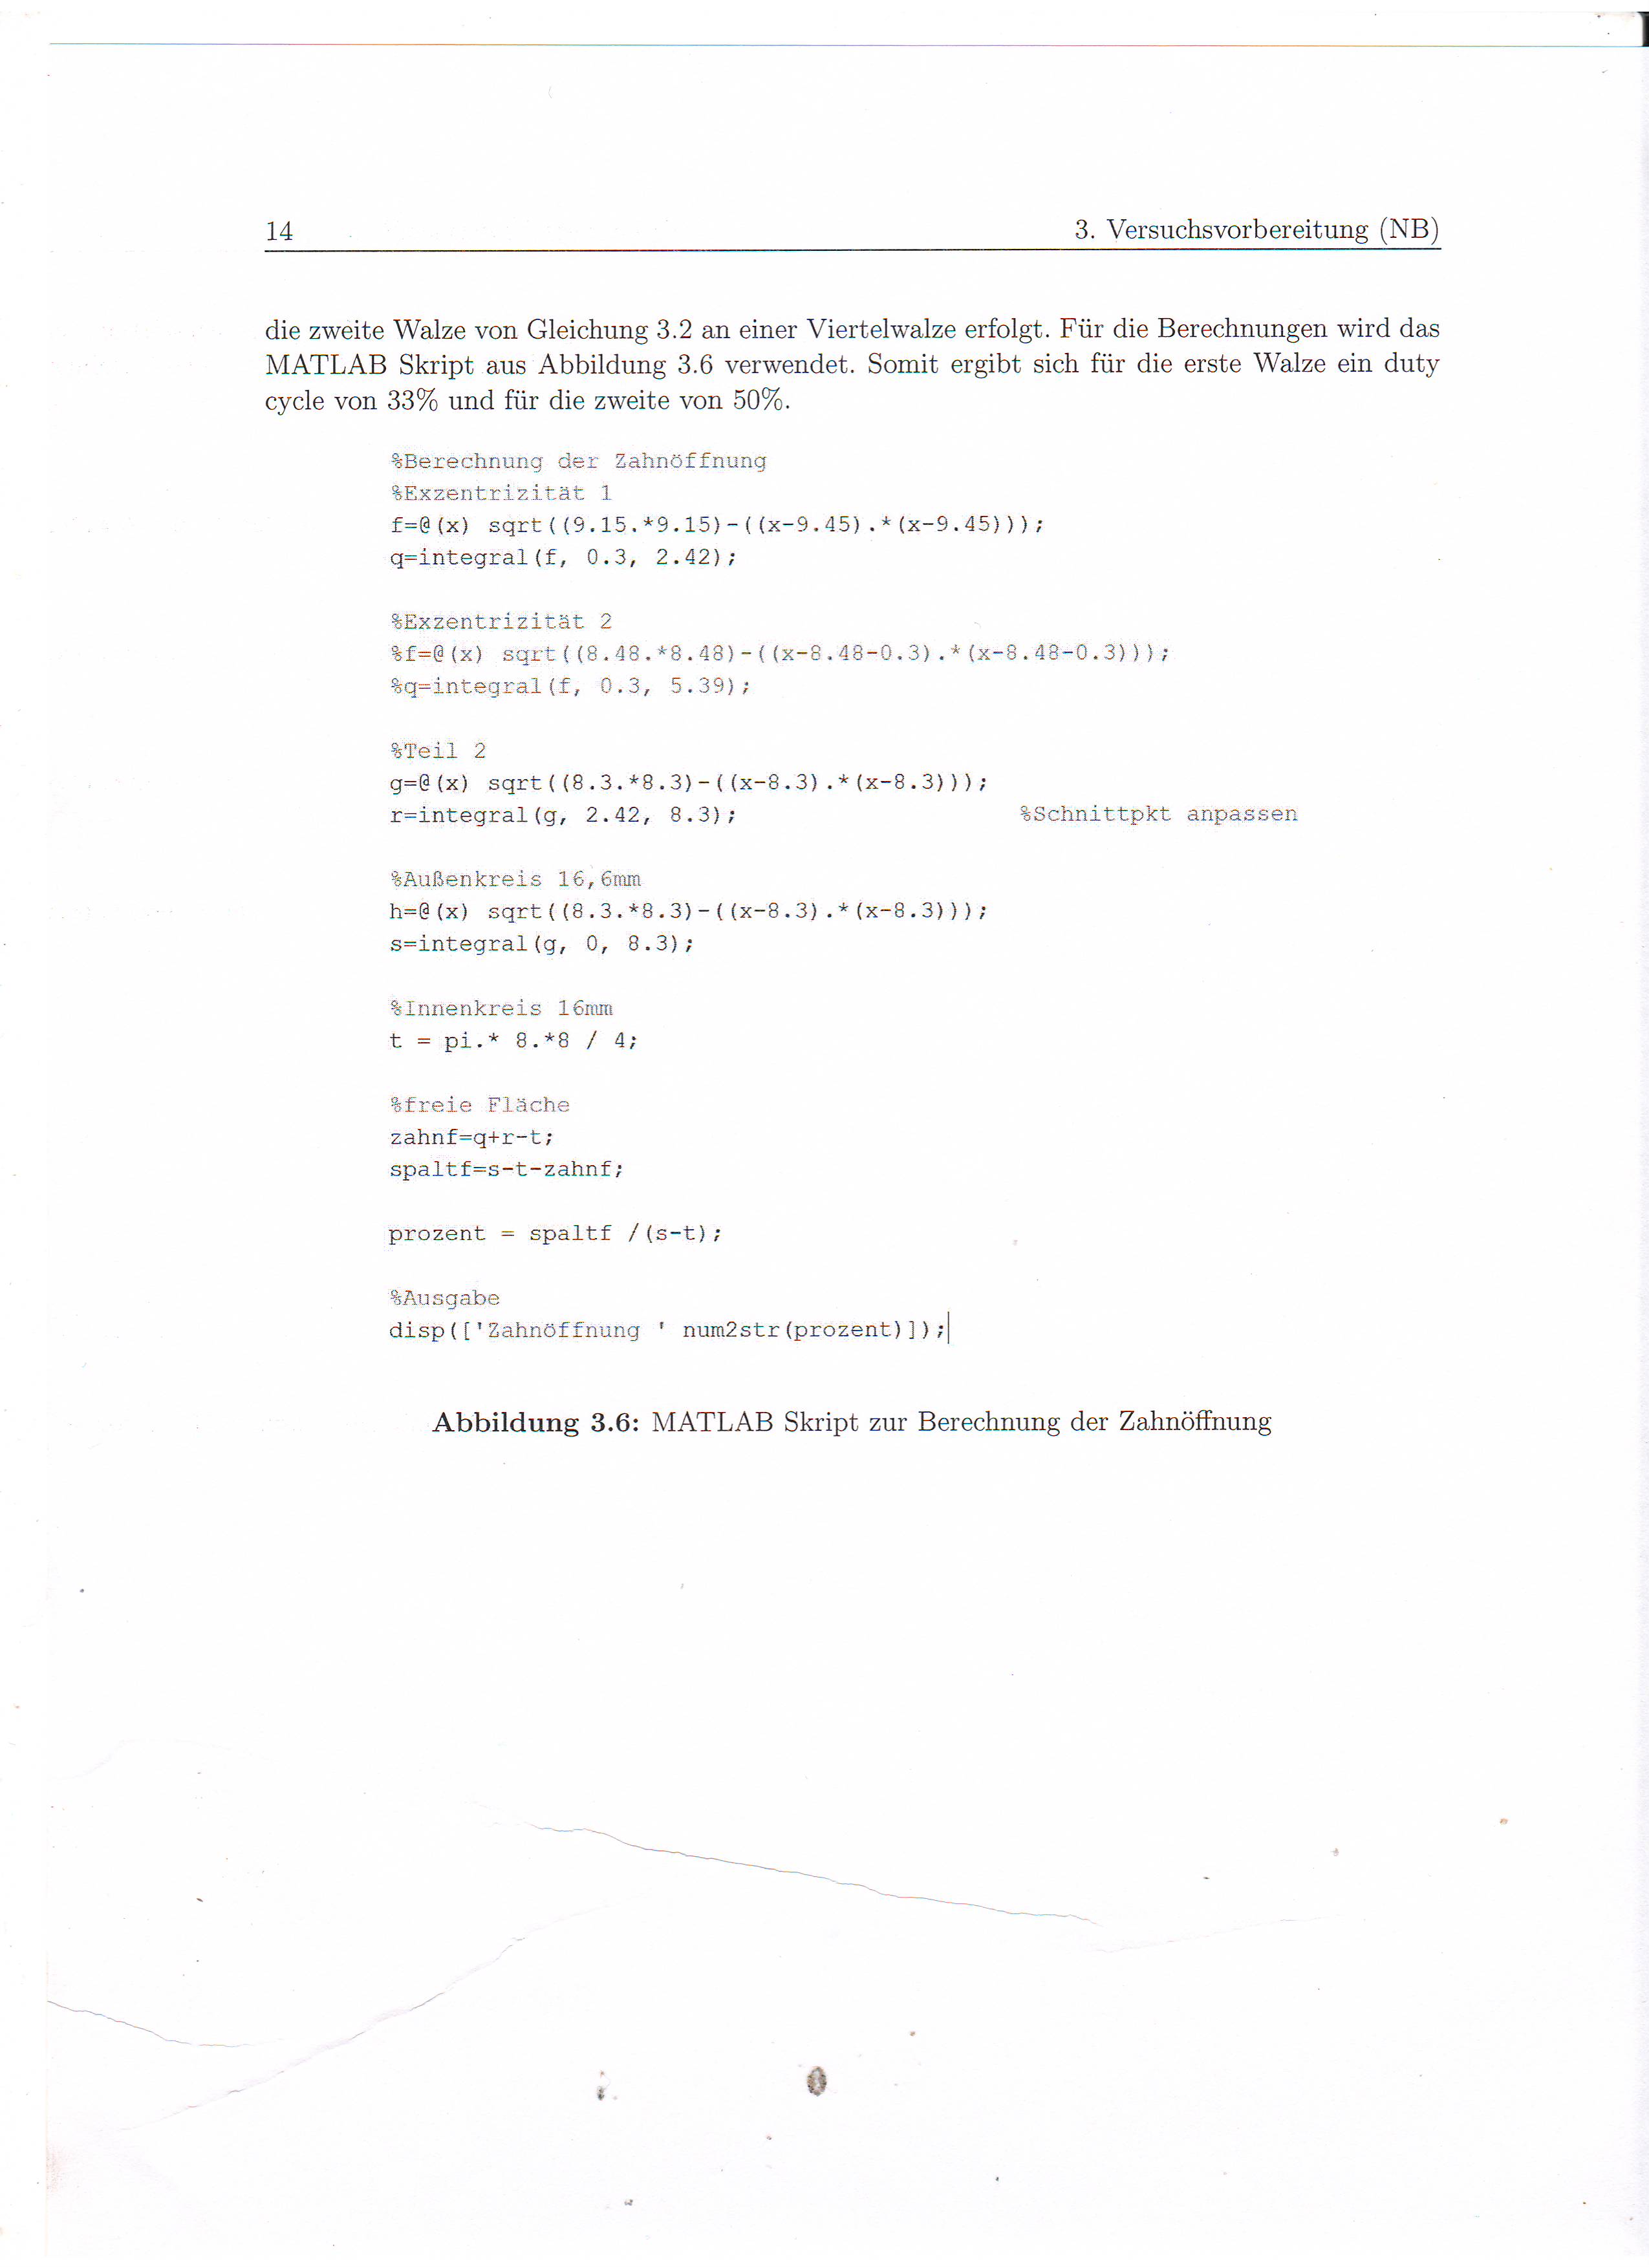 14 3. Versuchsvorbereitung (NB)
die zweite Walze von Gleichung 3.2 an einer Viertelwalze erfolgt. Für die Berechnungen wird das
MATLAB Skript aus Abbildung 3.6 verwendet. Somit ergibt sich für die erste Walze ein duty
cycle von 33% und für die zweite von 50%.
%Berechnung der Zahnöffnung
%Exzentrizität 1
f=@(x) sqrt((9.15.*9.15)-((x-9.45).*(x-9.45)));
q=integral(f, 0.3, 2.42);
%Exzentrizität 2
%f=@(x) sqrt((8.48.*8.48)-((x-8.48-0.3).*(x-8.48-0.3)));
%q=integral(f, 0.3, 5.39);
%Teil 2
g=@(x) sqrt((8.3.*8.3)-((x-8.3).*(x-8.3)));
r=integral(g, 2.42, 8.3); %Schnittpkt anpassen
%Außenkreis 16,6mm
h=@(x) sqrt((8.3.*8.3)-((x-8.3).*(x-8.3)));
s=integral(g, 0, 8.3);
%Innenkreis 16mm
t = pi.* 8.*8 / 4;
%freie Fläche
zahnf=q+r-t;
spaltf=s-t-zahnf;
prozent = spaltf /(s-t);
%Ausgabe
disp(['Zahnöffnung ' num2str(prozent)]);
Abbildung 3.6: MATLAB Skript zur Berechnung der Zahnöffnung